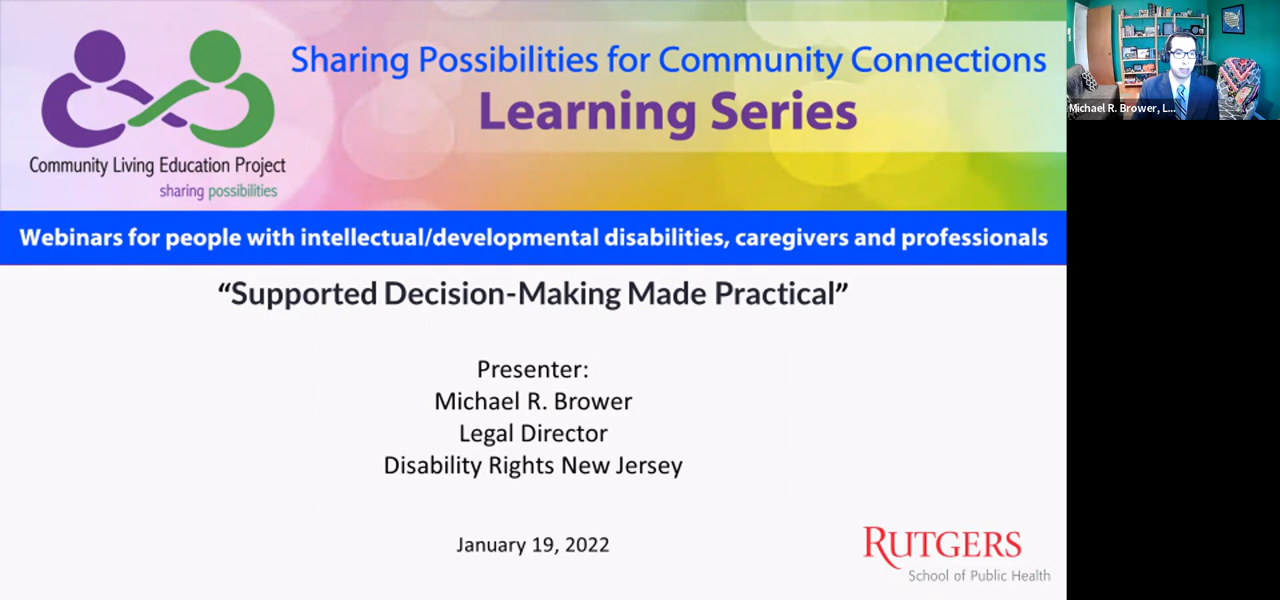 Sharing Possibilities for Community Connections
Learning Series
Community Living Education Project
sharing possibilities
Webinars for people with intellectual/developmental disabilities, caregivers and professionals
“Supported Decision-Making Made Practical”
Presenter:
Michael R. Brower
Legal Director
Disability Rights New Jersey
January 19, 2022
RUTGERS
School of Public Health
Michael R. Brower, L...